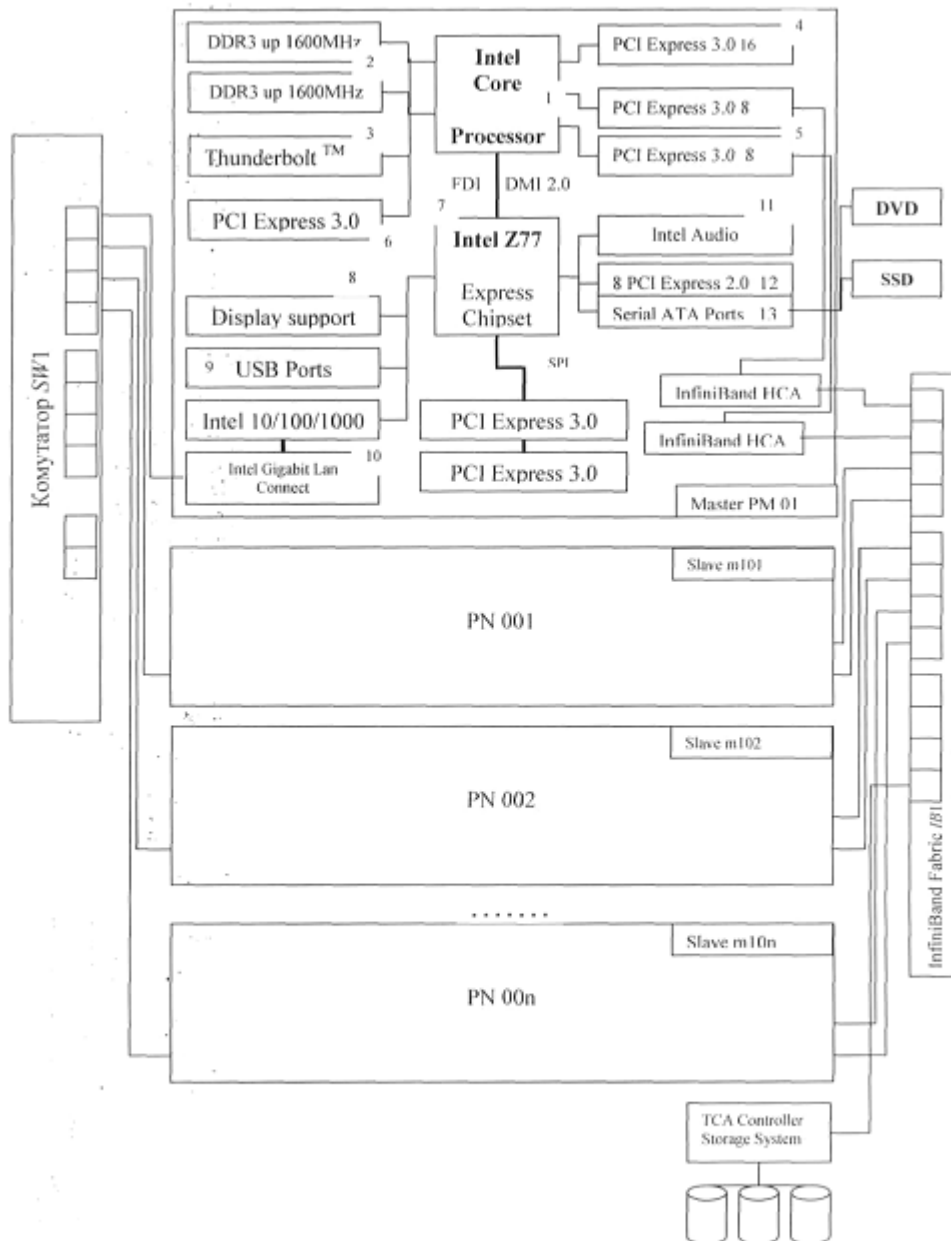 DDR3 up 1600MHz
2
DDR3 up 1600MHz
3
Thunderbolt TM
PCI Express 3.0
6
Intel
Core
1
Processor
4
PCI Express 3.0 16
PCI Express 3.0 8
5
PCI Express 3.0 8
FDI
DMI 2.0
7
Intel Z77
Express
Chipset
11
Intel Audio
8 PCI Express 2.0 12
Serial ATA Ports 13
DVD
SSD
8
Display support
9 USB Ports
Intel 10/100/1000
10
Intel Gigabit Lan
Connect
SPI
PCI Express 3.0
PCI Express 3.0
InfiniBand HCA
InfiniBand HCA
Master PM 01
Комутатор SW1
Slave m101
PN 001
Slave m102
PN 002
.......
Slave m10n
PN 00n
InfiniBand Fabric IB1
TCA Controller
Storage System